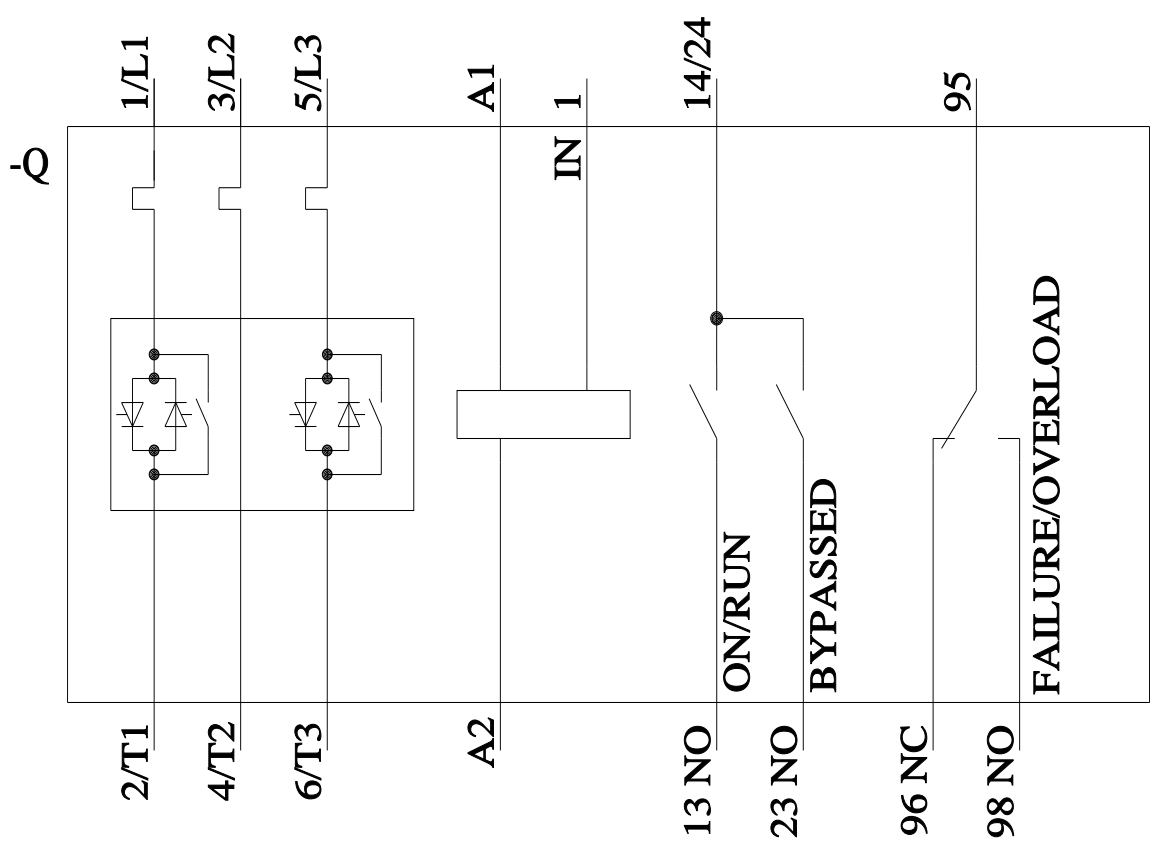 -Q
1/L1
3/L2
5/L3
A1
1
IN
14/24
95
ON/RUN
BYPASSED
FAILURE/OVERLOAD
2/T1
4/T2
6/T3
A2
13 NO
23 NO
96 NC
98 NO